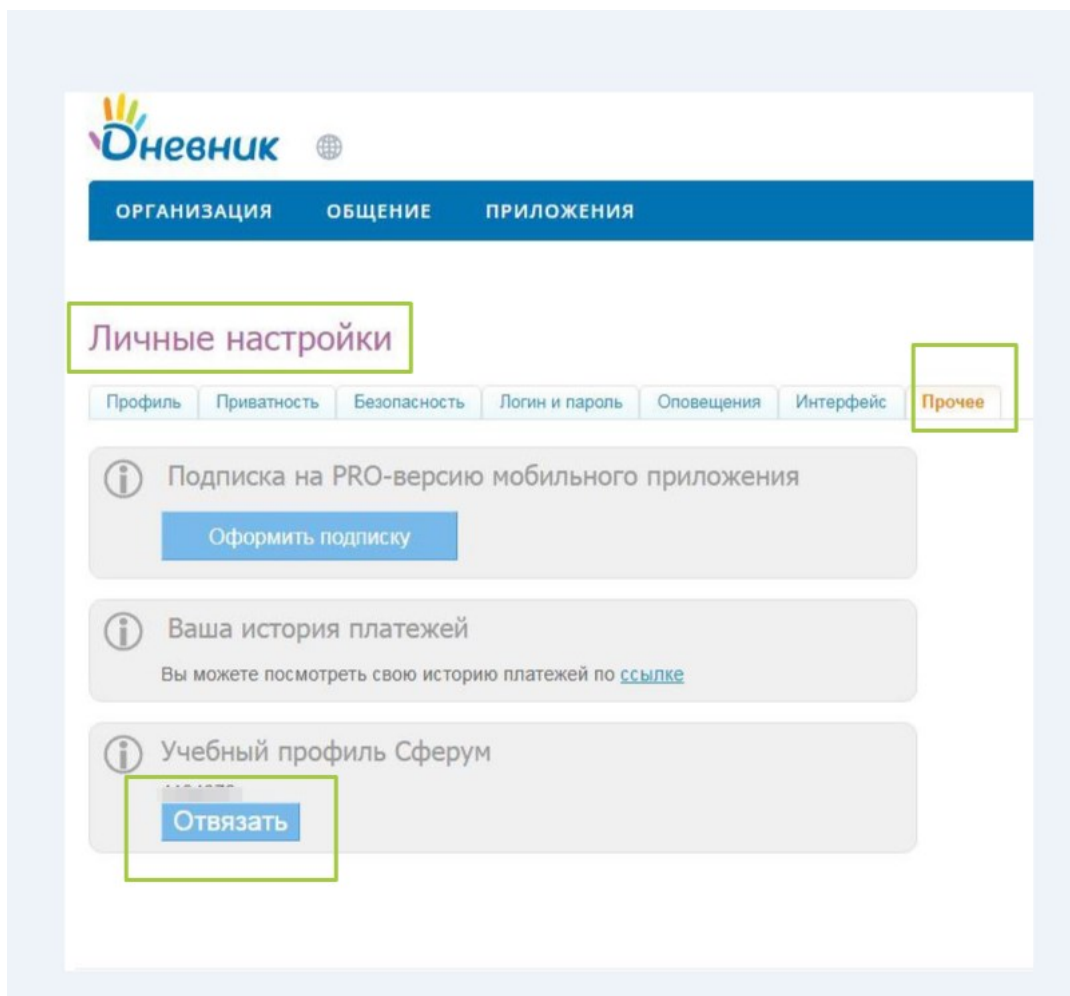 Дневник
ОРГАНИЗАЦИЯ ОБЩЕНИЕ ПРИЛОЖЕНИЯ
Личные настройки
Профиль Приватность Безопасность Логин и пароль Оповещения Интерфейс Прочее
Подписка на PRO-версию мобильного приложения
Оформить подписку
Ваша история платежей
Вы можете посмотреть свою историю платежей по ссылке
Учебный профиль Сферум
Отвязать